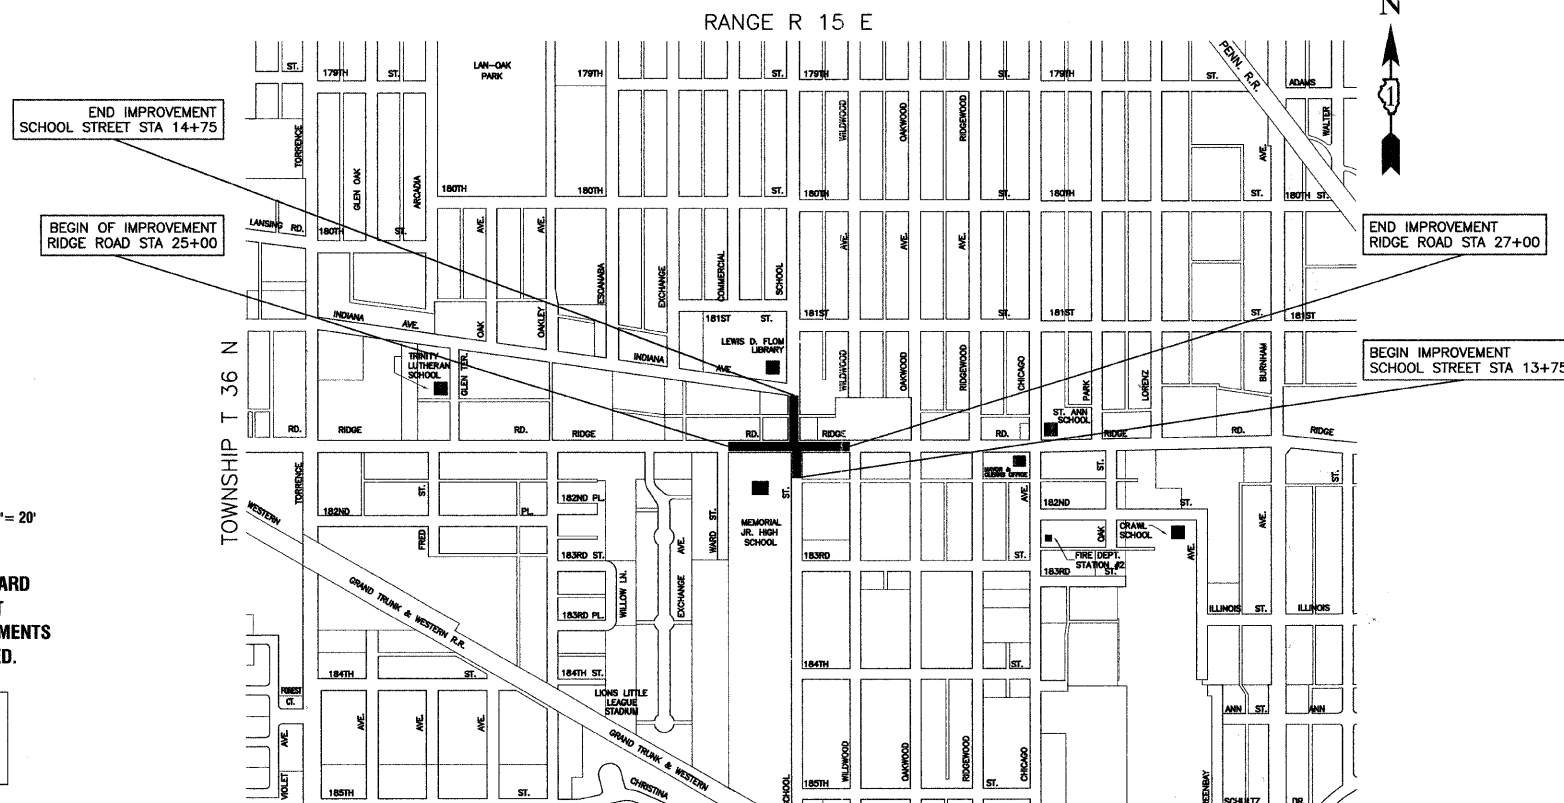 RANGE R 15 E
N
1
END IMPROVEMENT
SCHOOL STREET STA 14+75
BEGIN OF IMPROVEMENT
RIDGE ROAD STA 25+00
END IMPROVEMENT
RIDGE ROAD STA 27+00
BEGIN IMPROVEMENT
SCHOOL STREET STA 13+75
TOWNSHIP T 36 N
"= 20'
ARD
MENTS
ED.
ST.
179TH
ST.
LAN-OAK
PARK
179TH
ST.
179TH
ST.
179TH
ST.
PENN. R.R.
ADAMS
WALTER
TORRENCE
GLEN OAK
ARCADIA
WILDWOOD
OAKWOOD
RIDGEWOOD
AVE.
180TH
180TH
ST.
180TH
ST.
180TH
ST.
180TH ST.
LANSING RD.
180TH
ST.
AVE.
AVE.
AVE.
AVE.
AVE.
ESCANABA
EXCHANGE
COMMERCIAL
SCHOOL
INDIANA
AVE.
OAK
OAKLEY
181ST
ST.
181ST
ST.
181ST
ST.
181ST
INDIANA
AVE.
LEWIS D. FLOM
LIBRARY
TRINITY
LUTHERAN
SCHOOL
GLEN TER.
WILDWOOD
OAKWOOD
RIDGEWOOD
CHICAGO
PARK
LORENZ
BURNHAM
ST. ANN
SCHOOL
RD.
RIDGE
RD.
RIDGE
RD.
RIDGE
RD.
RIDGE
RD.
RIDGE
TORRENCE
WESTERN
182ND
ST.
PL.
182ND PL.
FRED
MEMORIAL
JR. HIGH
SCHOOL
ST.
WARD ST.
AVE.
EXCHANGE
WILLOW LN.
183RD ST.
183RD PL.
184TH ST.
MAYOR &
CLERKS OFFICE
AVE.
ST.
182ND
ST.
ST.
OAK
CRAWL
SCHOOL
AVE.
AVE.
183RD
ST.
FIRE DEPT.
STATION #2
183RD
ST.
GRAND TRUNK & WESTERN R.R.
ILLINOIS
ST.
ILLINOIS
184TH
ST.
184TH
ST.
FOREST
CT.
AVE.
VIOLET
AVE.
AVE.
AVE.
LIONS LITTLE
LEAGUE
STADIUM
GRAND TRUNK & WESTERN
CHRISTINA
185TH
ST.
SCHOOL
185TH
WILDWOOD
OAKWOOD
RIDGEWOOD
ST.
CHICAGO
ANN
ST.
ANN
EENBAY
SCHULTZ
DR.